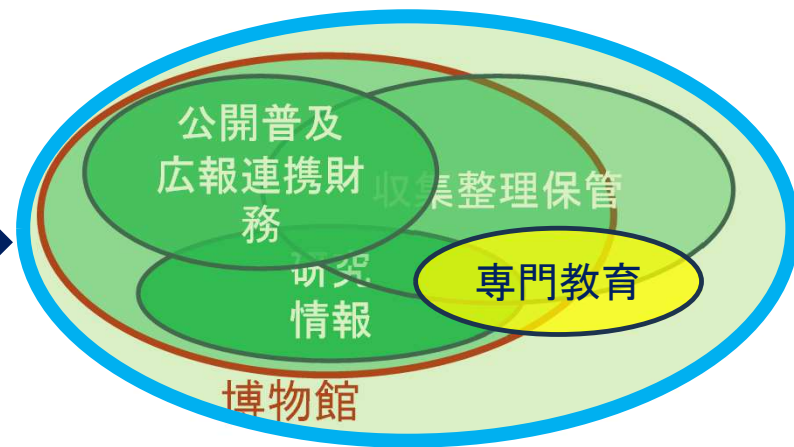 公開普及
広報連携財
務
収集整理保管
研究
情報
専門教育
博物館